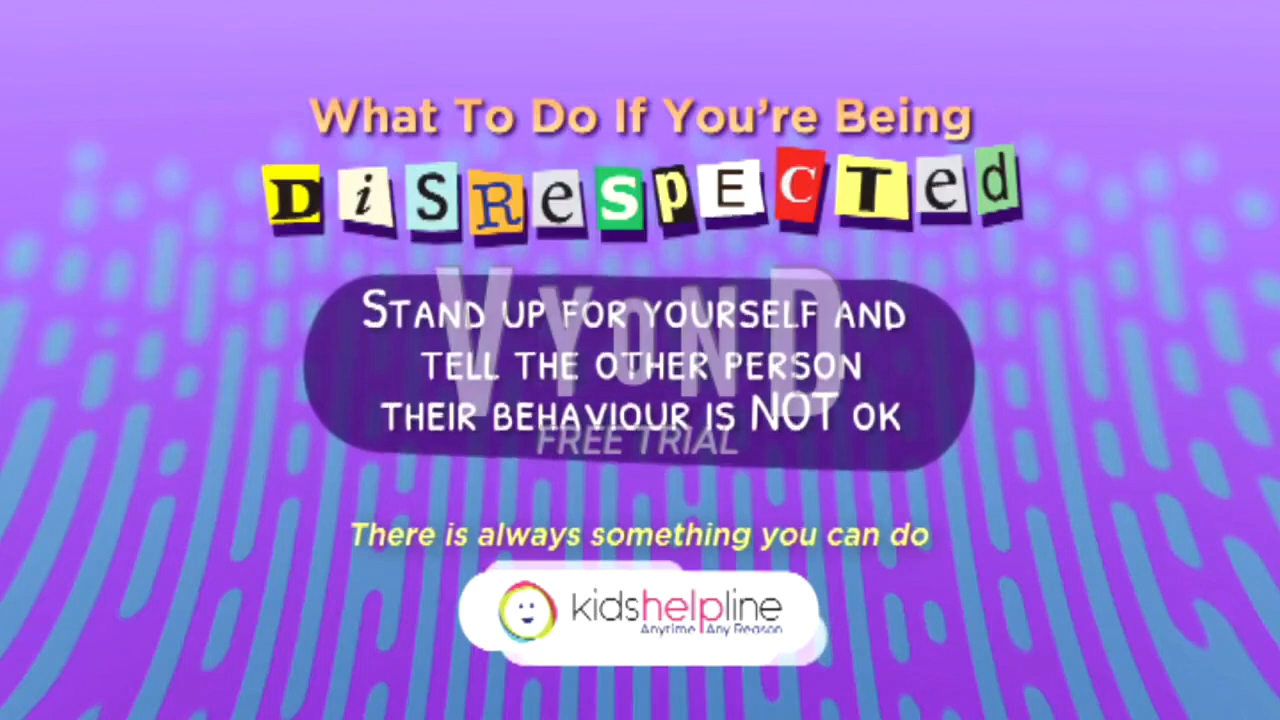 What To Do If You're Being
DiSReSpECTed
STAND UP FOR YOURSELF AND
TELL THE OTHER PERSON
THEIR BEHAVIOUR IS NOT OK
VYOND
FREE TRIAL
There is always something you can do
kidshelpline
Anytime | Any Reason